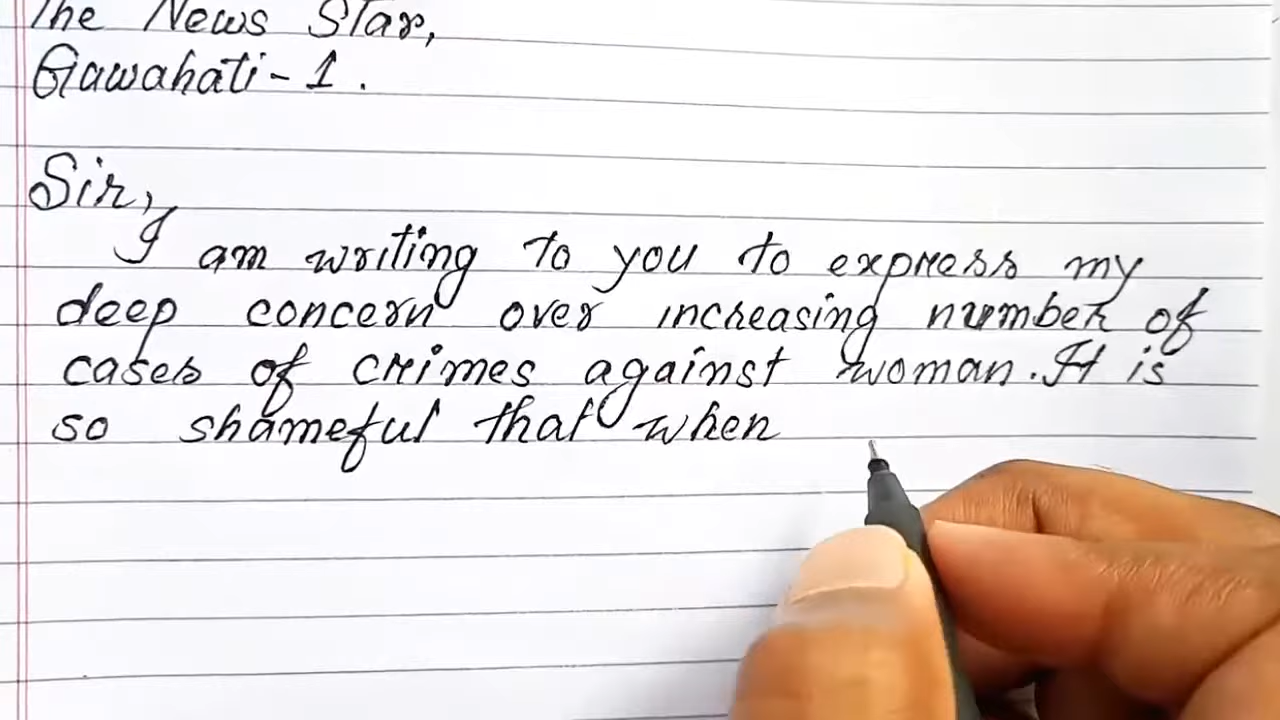 The News Star,
Gawahati-1.
Sir,
I am writing to you to express my
deep concern over increasing number of
cases of crimes against woman. It is
so shameful that when